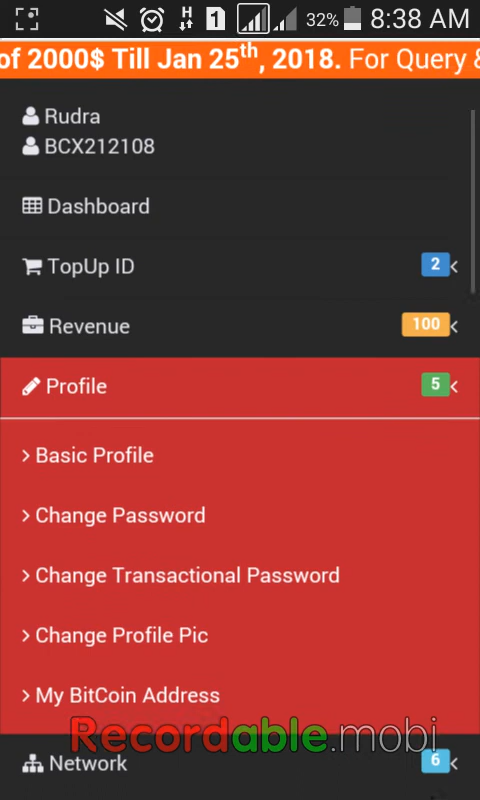 32% 8:38 AM
of 2000$ Till Jan 25th, 2018. For Query &
Rudra
BCX212108
Dashboard
TopUp ID 2
Revenue 100
Profile 5
Basic Profile
Change Password
Change Transactional Password
Change Profile Pic
My BitCoin Address
Recordable.mobi
Network 6